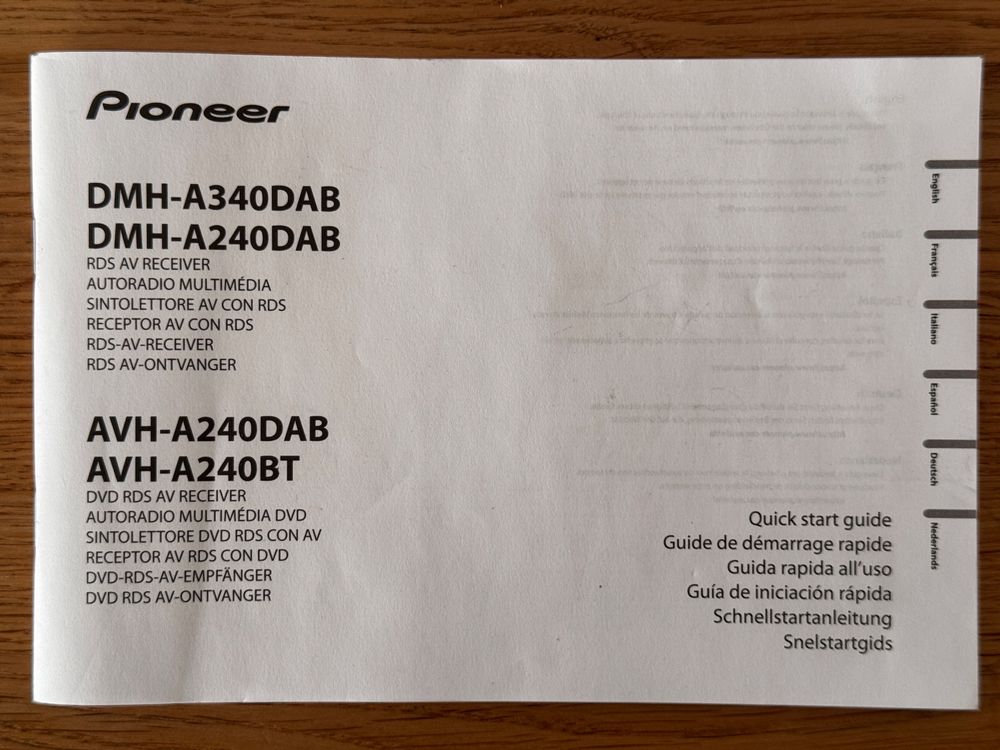 Pioneer
DMH-A340DAB
DMH-A240DAB
RDS AV RECEIVER
AUTORADIO MULTIMÉDIA
SINTOLETTORE AV CON RDS
RECEPTOR AV CON RDS
RDS-AV-RECEIVER
RDS AV-ONTVANGER
AVH-A240DAB
AVH-A240BT
DVD RDS AV RECEIVER
AUTORADIO MULTIMÉDIA DVD
SINTOLETTORE DVD RDS CON AV
RECEPTOR AV RDS CON DVD
DVD-RDS-AV-EMPFÄNGER
DVD RDS AV-ONTVANGER
Quick start guide
Guide de démarrage rapide
Guida rapida all’uso
Guía de iniciación rápida
Schnellstartanleitung
Snelstartgids
English
Français
Italiano
Español
Deutsch
Nederlands